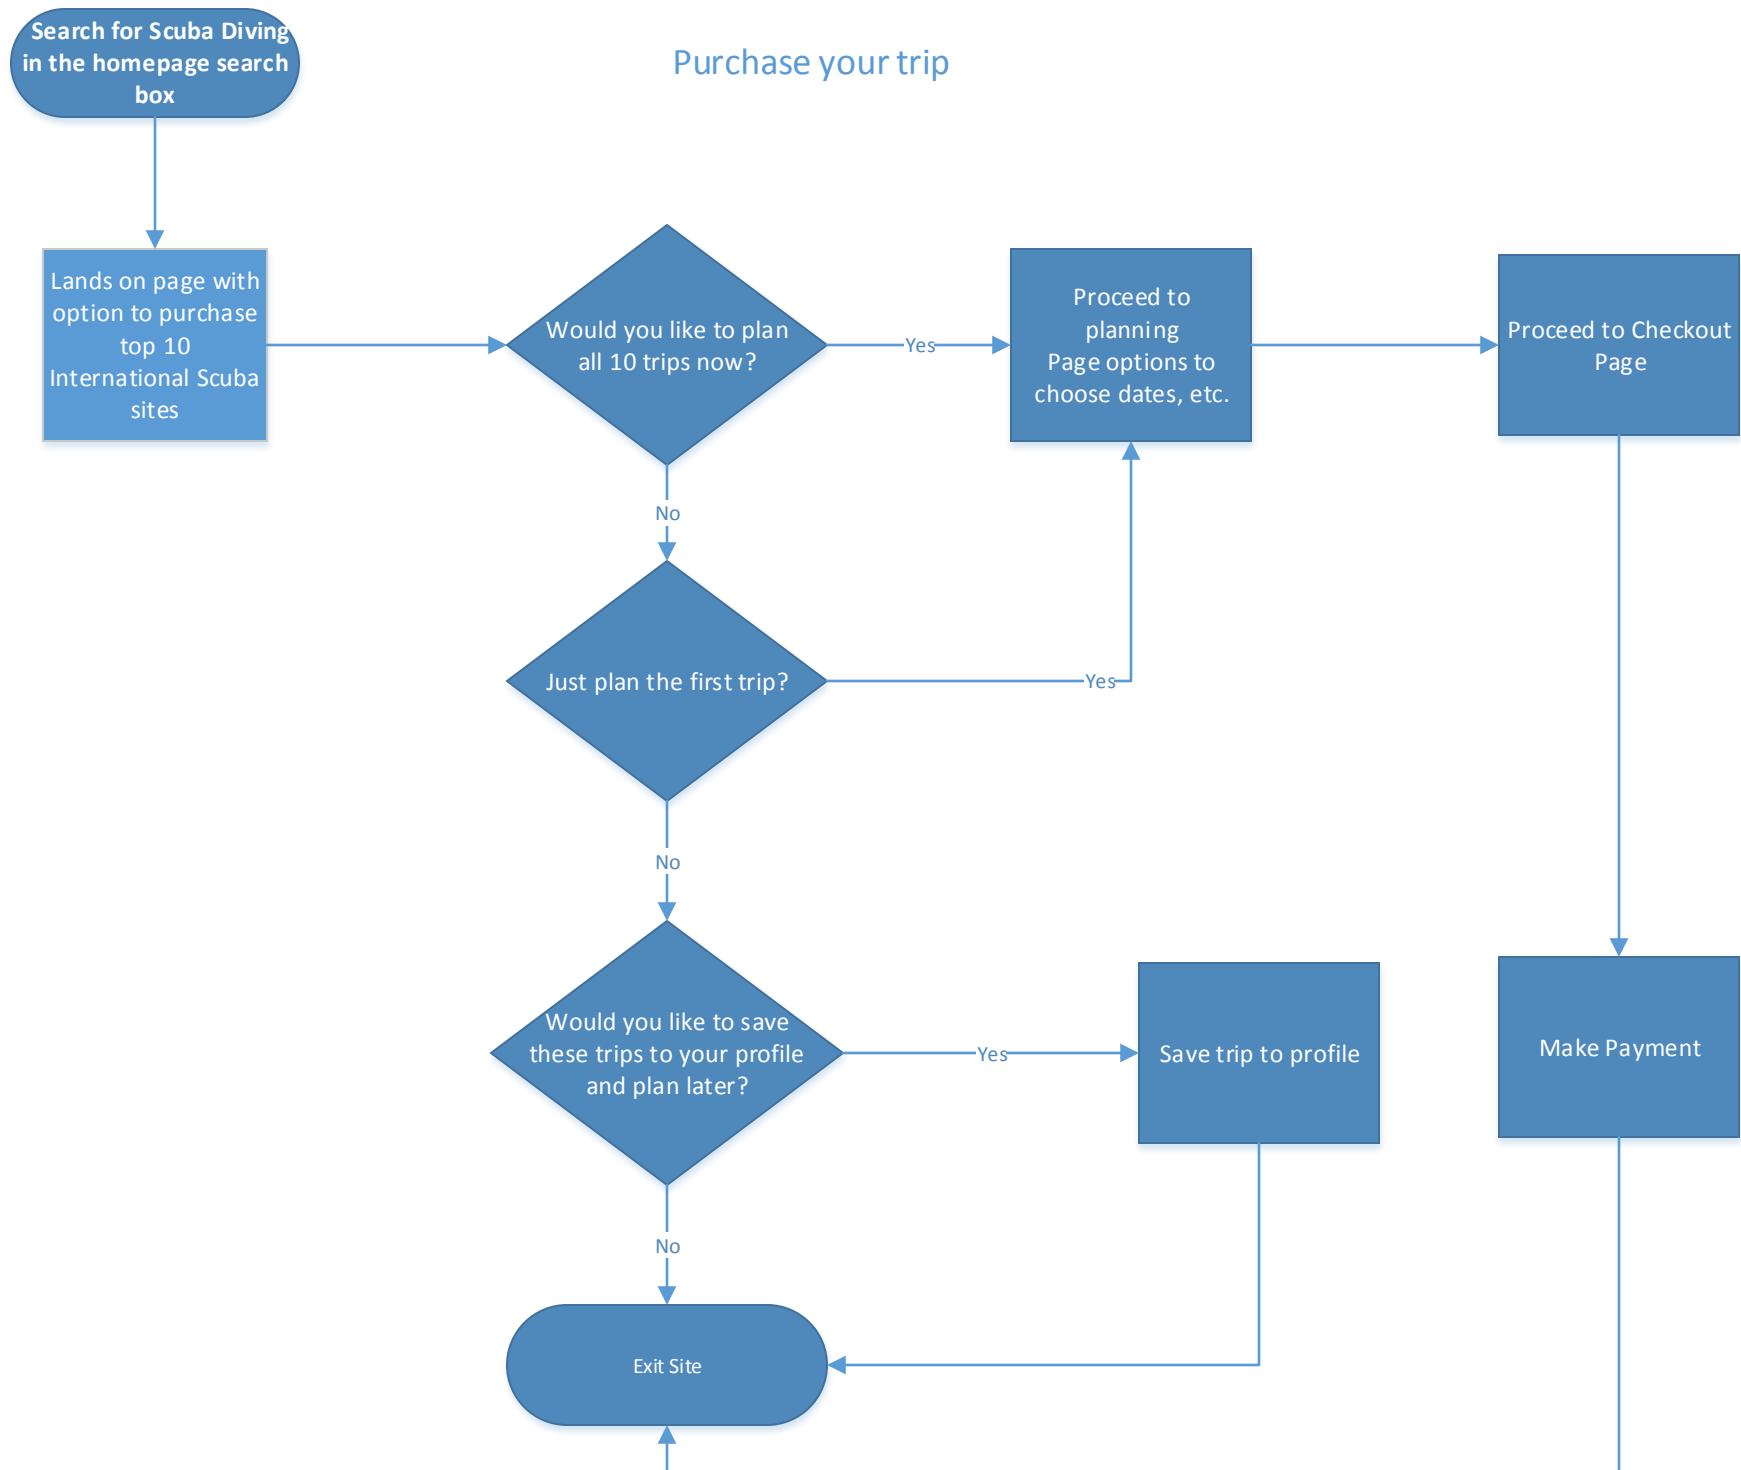 Search for Scuba Diving
in the homepage search
box
Purchase your trip
Lands on page with
option to purchase
top 10
International Scuba
sites
Would you like to plan
all 10 trips now?
Yes
Proceed to
planning
Page options to
choose dates, etc.
Proceed to Checkout
Page
No
Just plan the first trip?
Yes
No
Would you like to save
these trips to your profile
and plan later?
Yes
Save trip to profile
Make Payment
No
Exit Site